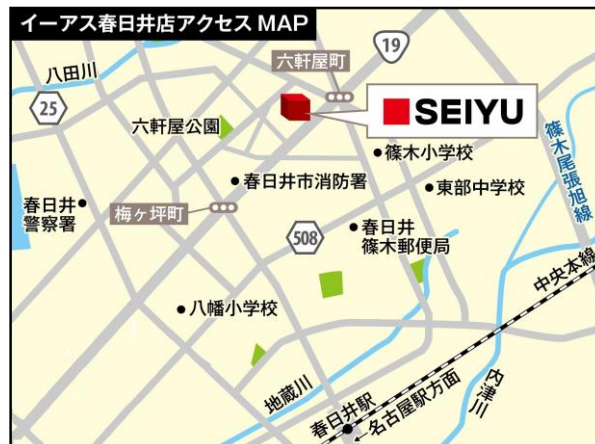 イーアス春日井店アクセス MAP
八田川
25
六軒屋町
19
SEIYU
六軒屋公園
篠木小学校
春日井市消防署
東部中学校
篠木尾張旭線
春日井
警察署
梅ヶ坪町
508
春日井
篠木郵便局
中央本線
八幡小学校
地蔵川
内津川
春日井駅
名古屋駅方面